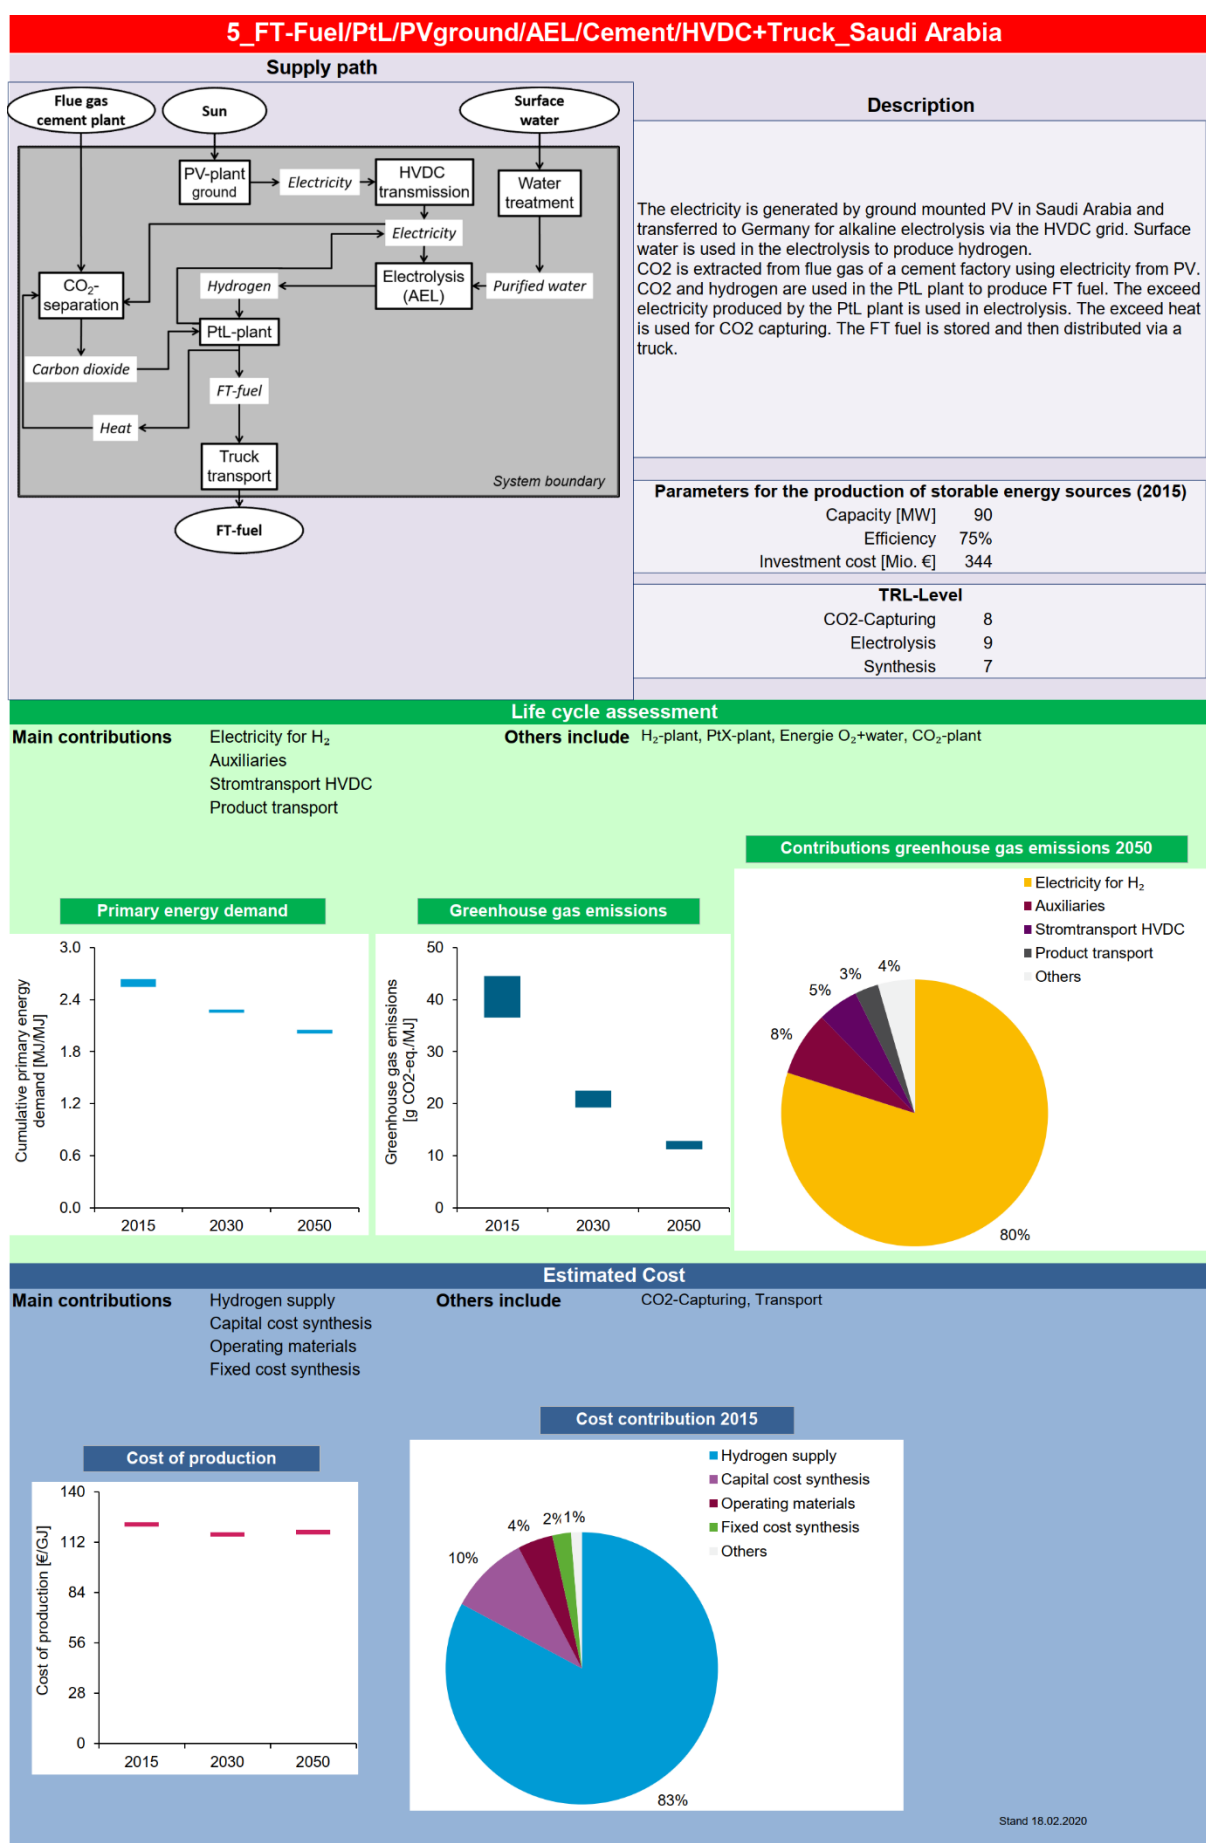 5_FT-Fuel/PtL/PVground/AEL/Cement/HVDC+Truck_Saudi Arabia
Supply path
Flue gas
cement plant
Sun
Surface
water
PV-plant
ground
Electricity
HVDC
transmission
Water
treatment
Electricity
CO₂-
separation
Hydrogen
Electrolysis
(AEL)
Purified water
PtL-plant
Carbon dioxide
FT-fuel
Heat
Truck
transport
System boundary
FT-fuel
Description
The electricity is generated by ground mounted PV in Saudi Arabia and
transferred to Germany for alkaline electrolysis via the HVDC grid. Surface
water is used in the electrolysis to produce hydrogen.
CO2 is extracted from flue gas of a cement factory using electricity from PV.
CO2 and hydrogen are used in the PtL plant to produce FT fuel. The exceed
electricity produced by the PtL plant is used in electrolysis. The exceed heat
is used for CO2 capturing. The FT fuel is stored and then distributed via a
truck.
Parameters for the production of storable energy sources (2015)
Capacity [MW] 90
Efficiency 75%
Investment cost [Mio. €] 344
TRL-Level
CO2-Capturing 8
Electrolysis 9
Synthesis 7
Life cycle assessment
Main contributions
Electricity for H₂
Auxiliaries
Stromtransport HVDC
Product transport
Others include H₂-plant, PtX-plant, Energie O₂+water, CO₂-plant
Primary energy demand
Cumulative primary energy
demand [MJ/MJ]
3.0
2.4
1.8
1.2
0.6
0.0
2015 2030 2050
Greenhouse gas emissions
Greenhouse gas emissions
[g CO2-eq./MJ]
50
40
30
20
10
0
2015 2030 2050
Contributions greenhouse gas emissions 2050
Electricity for H₂
Auxiliaries
Stromtransport HVDC
Product transport
Others
4%
3%
5%
8%
80%
Estimated Cost
Main contributions
Hydrogen supply
Capital cost synthesis
Operating materials
Fixed cost synthesis
Others include CO2-Capturing, Transport
Cost of production
Cost of production [€/GJ]
140
112
84
56
28
0
2015 2030 2050
Cost contribution 2015
Hydrogen supply
Capital cost synthesis
Operating materials
Fixed cost synthesis
Others
2% 1%
4%
10%
83%
Stand 18.02.2020